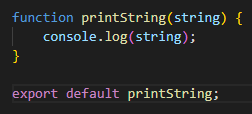 function printString(string) {
    console.log(string);
}

export default printString;